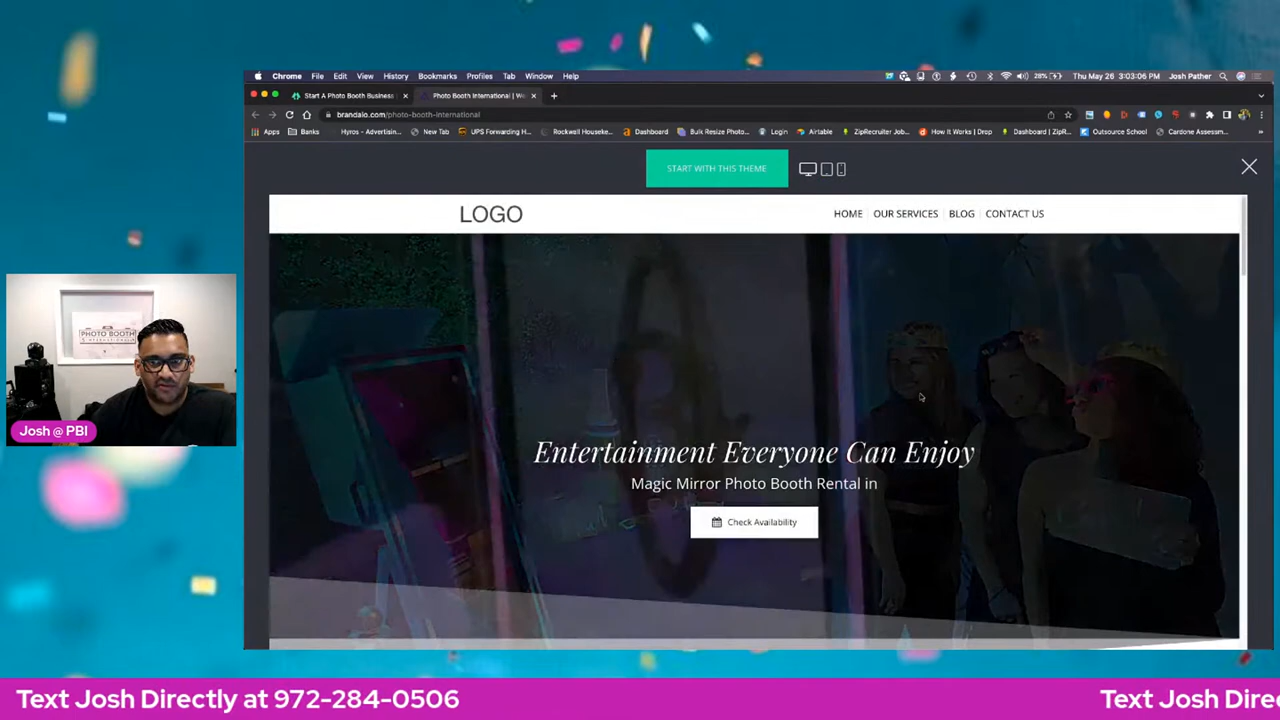 Chrome File Edit View History Bookmarks Profiles Tab Window Help 28% Thu May 26 3:03:06 PM Josh Pather
Start A Photo Booth Business Photo Booth International | We
brandalo.com/photo-booth-international
Apps Banks Hyros - Advertisin... New Tab UPS Forwarding H... Rockwell Houseke... Dashboard Bulk Resize Photo... Login Airtable ZipRecruiter Job... How It Works | Drop Dashboard | ZipR... Outsource School Cardone Assessm...
START WITH THIS THEME
LOGO HOME OUR SERVICES BLOG CONTACT US
PHOTO BOOTH
Entertainment Everyone Can Enjoy
Magic Mirror Photo Booth Rental in
Check Availability
Josh @ PBI
Text Josh Directly at 972-284-0506 Text Josh Dire